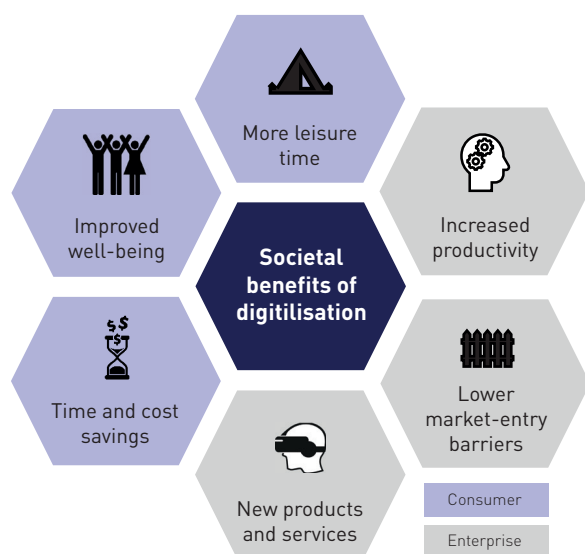 More leisure
time
Improved
well-being
Increased
productivity
Societal
benefits of
digitilisation
Time and cost
savings
Lower
market-entry
barriers
New products
and services
Consumer
Enterprise
$ $
$